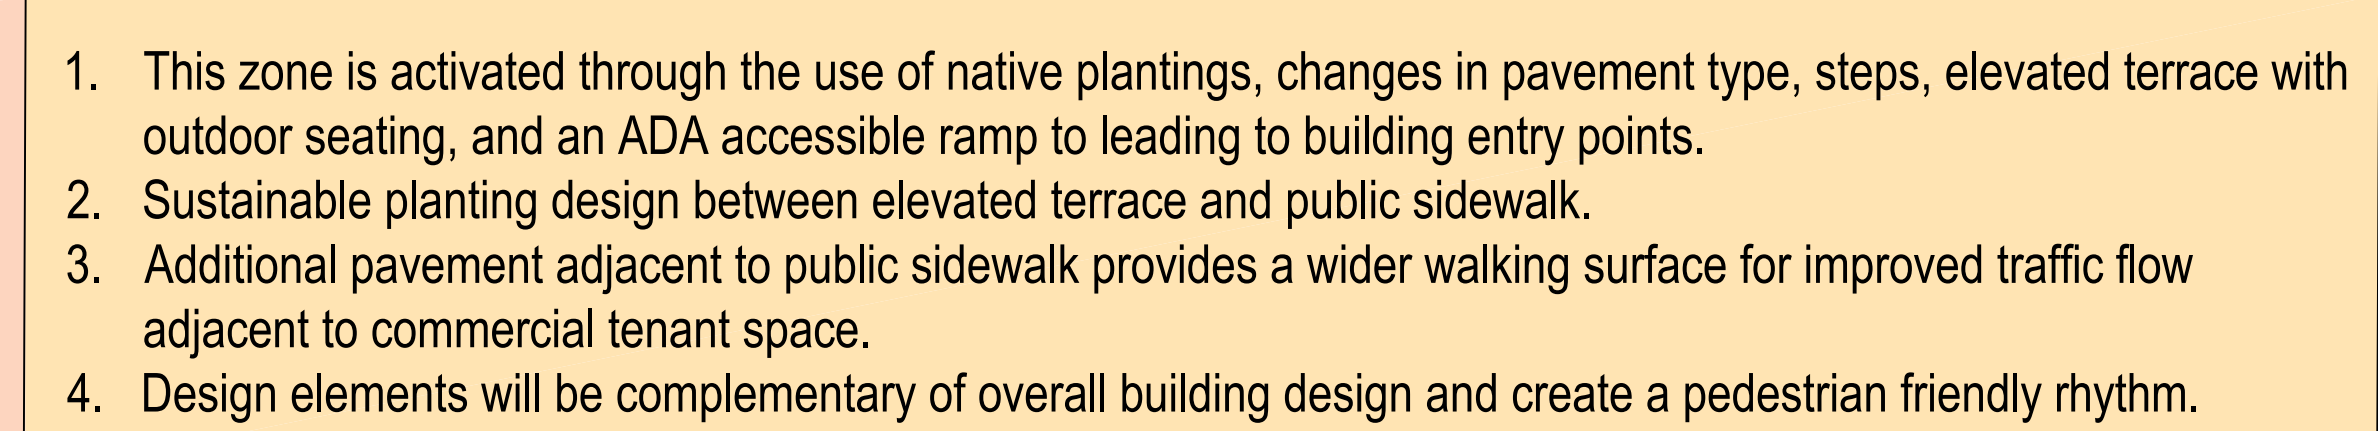 1. This zone is activated through the use of native plantings, changes in pavement type, steps, elevated terrace with
outdoor seating, and an ADA accessible ramp to leading to building entry points.
2. Sustainable planting design between elevated terrace and public sidewalk.
3. Additional pavement adjacent to public sidewalk provides a wider walking surface for improved traffic flow
adjacent to commercial tenant space.
4. Design elements will be complementary of overall building design and create a pedestrian friendly rhythm.